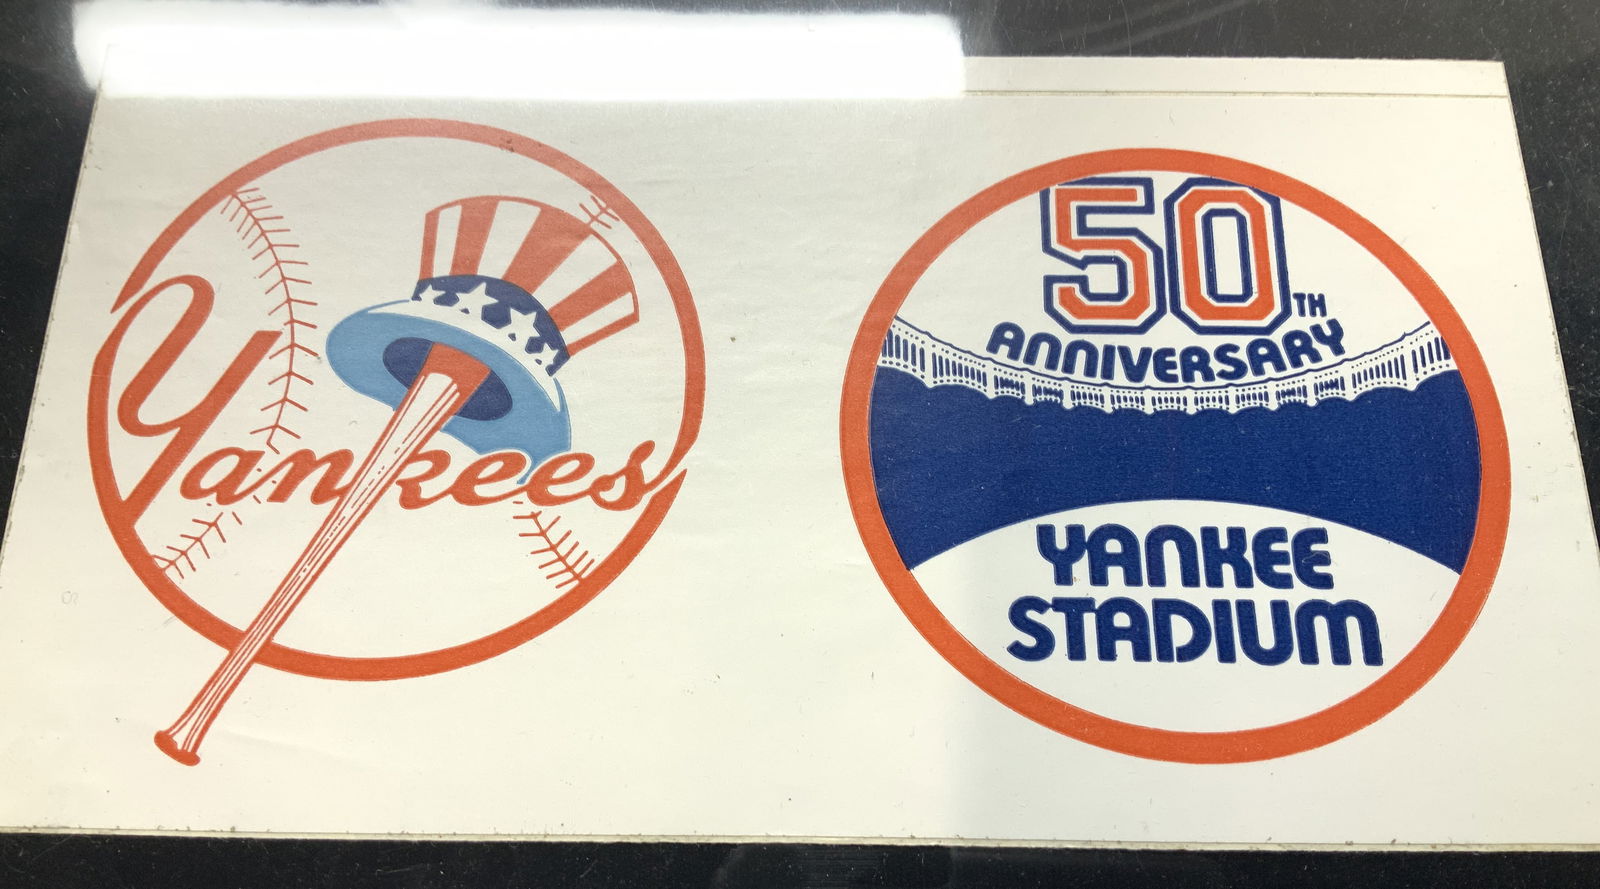 Yankees
50TH
ANNIVERSARY
YANKEE
STADIUM